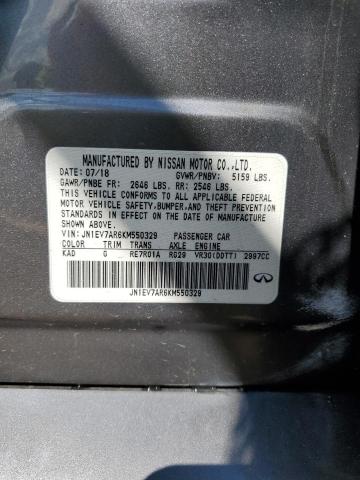 MANUFACTURED BY NISSAN MOTOR CO.,LTD.
DATE: 07/18 GVWR/PNBV: 5159 LBS.
GAWR/PNBE FR: 2646 LBS. RR: 2546 LBS.
THIS VEHICLE CONFORMS TO ALL APPLICABLE FEDERAL
MOTOR VEHICLE SAFETY,BUMPER,AND THEFT
PREVENTION STANDARDS IN EFFECT ON THE DATE OF
MANUFACTURE SHOWN ABOVE.
VIN: JN1EV7AR6KM550329 PASSENGER CAR
COLOR TRIM TRANS AXLE ENGINE
KAD G RE7R01A RG29 VR30(DDTT) 2997CC
JN1EV7AR6KM550329